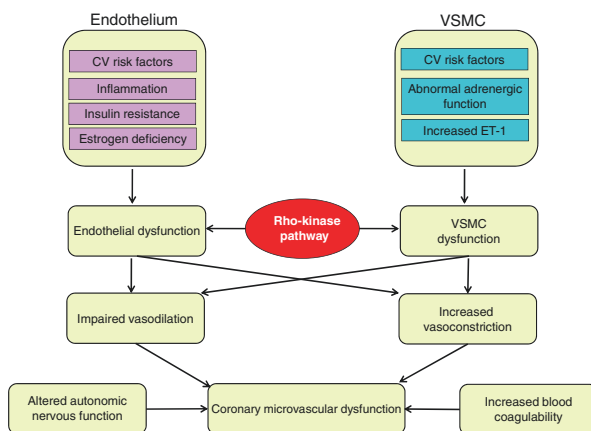 Endothelium
VSMC
CV risk factors
Inflammation
Insulin resistance
Estrogen deficiency
CV risk factors
Abnormal adrenergic
function
Increased ET-1
Endothelial dysfunction
Rho-kinase
pathway
VSMC
dysfunction
Impaired vasodilation
Increased
vasoconstriction
Altered autonomic
nervous function
Coronary microvascular dysfunction
Increased blood
coagulability